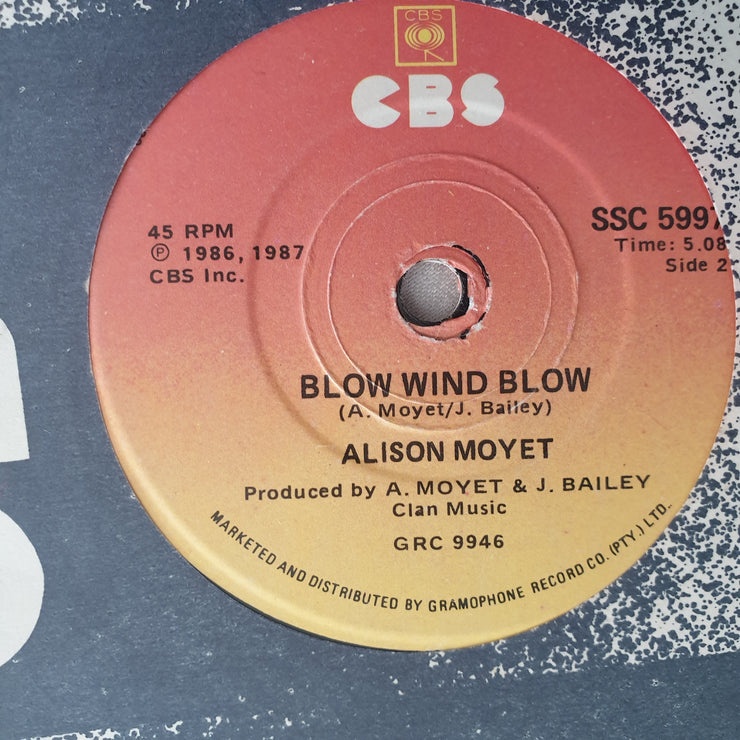 CBS
CBS
45 RPM
Ⓟ 1986, 1987
CBS Inc.
SSC 5997
Time: 5.08
Side 2
BLOW WIND BLOW
(A. Moyet/J. Bailey)
ALISON MOYET
Produced by A. MOYET & J. BAILEY
Clan Music
GRC 9946
MARKETED AND DISTRIBUTED BY GRAMOPHONE RECORD CO. (PTY.) LTD.